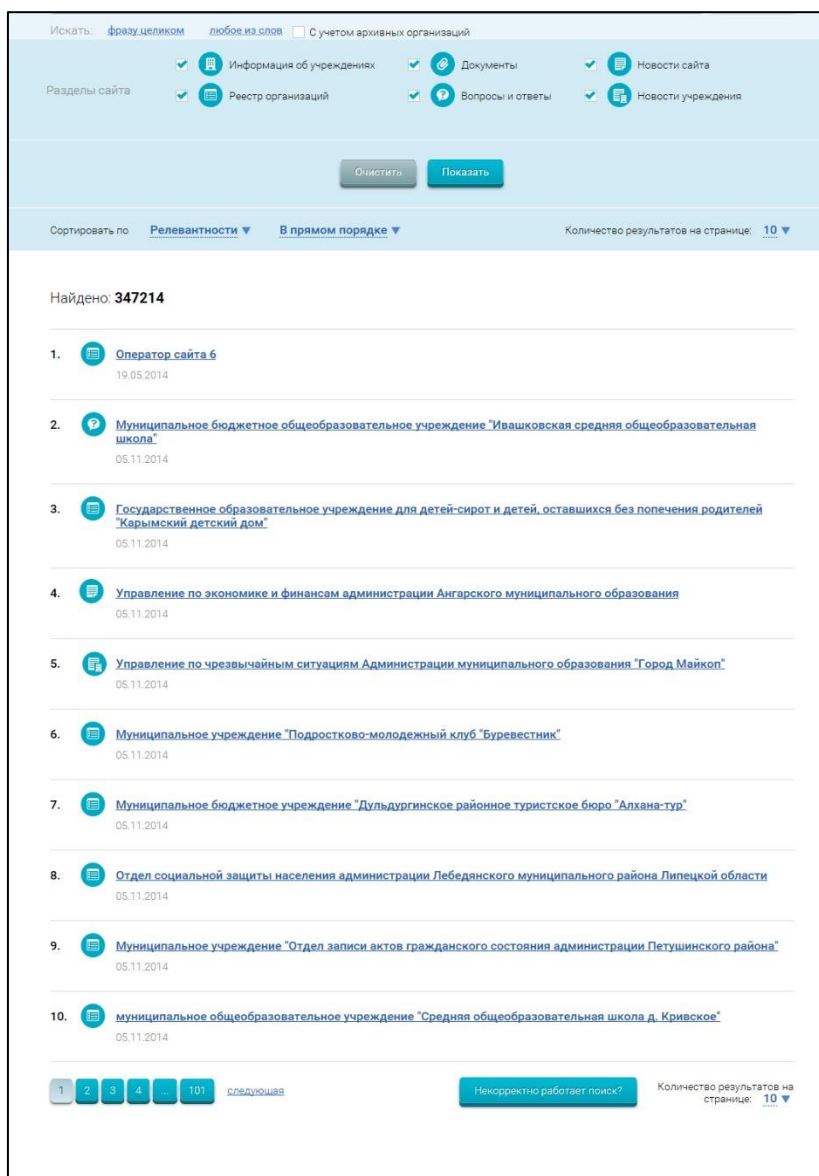 Искать: фразу целиком любое из слов С учетом архивных организаций
Информация об учреждениях Документы Новости сайта
Разделы сайта
Реестр организаций Вопросы и ответы Новости учреждения
Очистить Показать
Сортировать по Релевантности ▼ В прямом порядке ▼ Количество результатов на странице: 10 ▼
Найдено: 347214
1. Оператор сайта 6
19.05.2014
2. Муниципальное бюджетное общеобразовательное учреждение "Ивашковская средняя общеобразовательная
школа"
05.11.2014
3. Государственное образовательное учреждение для детей-сирот и детей, оставшихся без попечения родителей
"Карымский детский дом"
05.11.2014
4. Управление по экономике и финансам администрации Ангарского муниципального образования
05.11.2014
5. Управление по чрезвычайным ситуациям Администрации муниципального образования "Город Майкоп"
05.11.2014
6. Муниципальное учреждение "Подростково-молодежный клуб "Буревестник"
05.11.2014
7. Муниципальное бюджетное учреждение "Дульдургинское районное туристское бюро "Алхана-тур"
05.11.2014
8. Отдел социальной защиты населения администрации Лебедянского муниципального района Липецкой области
05.11.2014
9. Муниципальное учреждение "Отдел записи актов гражданского состояния администрации Петушинского района"
05.11.2014
10. муниципальное общеобразовательное учреждение "Средняя общеобразовательная школа д. Кривское"
05.11.2014
1 2 3 4 ... 101 следующая Некорректно работает поиск? Количество результатов на
странице: 10 ▼